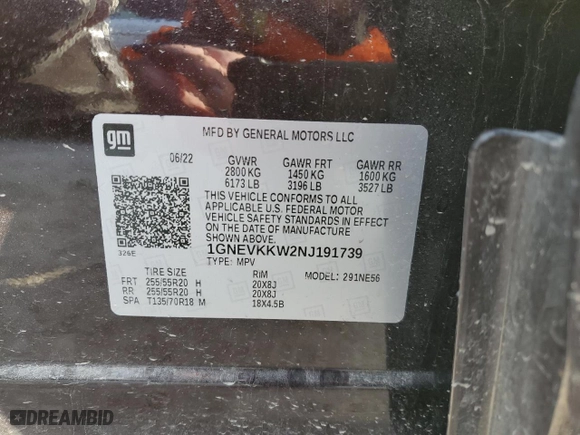 gm
MFD BY GENERAL MOTORS LLC
06/22 GVWR GAWR FRT GAWR RR
2800 KG 1450 KG 1600 KG
6173 LB 3196 LB 3527 LB
THIS VEHICLE CONFORMS TO ALL
APPLICABLE U.S. FEDERAL MOTOR
VEHICLE SAFETY STANDARDS IN EFFECT
ON THE DATE OF MANUFACTURE
SHOWN ABOVE.
326E
1GNEVKKW2NJ191739
TYPE: MPV
MODEL: 291NE56
TIRE SIZE RIM
FRT 255/55R20 H 20X8J
RR 255/55R20 H 20X8J
SPA T135/70R18 M 18X4.5B
DREAMBID